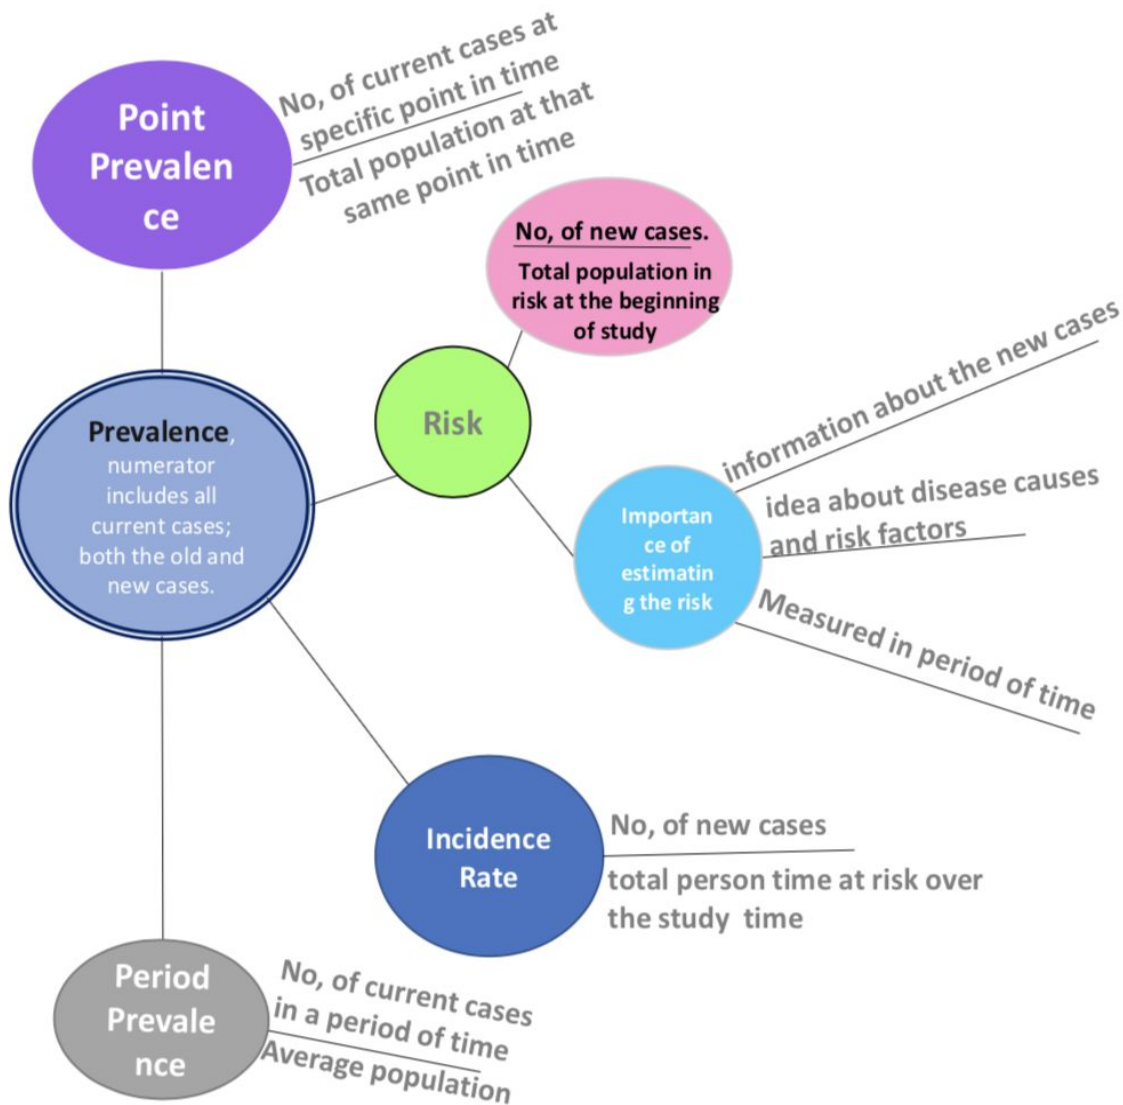 Point
Prevalen
ce
No, of current cases at
specific point in time
Total population at that
same point in time
No, of new cases.
Total population in
risk at the beginning
of study
Risk
Prevalence,
numerator
includes all
current cases;
both the old and
new cases.
Importan
ce of
estimatin
g the risk
information about the new cases
idea about disease causes
and risk factors
Measured in period of time
Incidence
Rate
No, of new cases
total person time at risk over
the study time
Period
Prevale
nce
No, of current cases
in a period of time
Average population